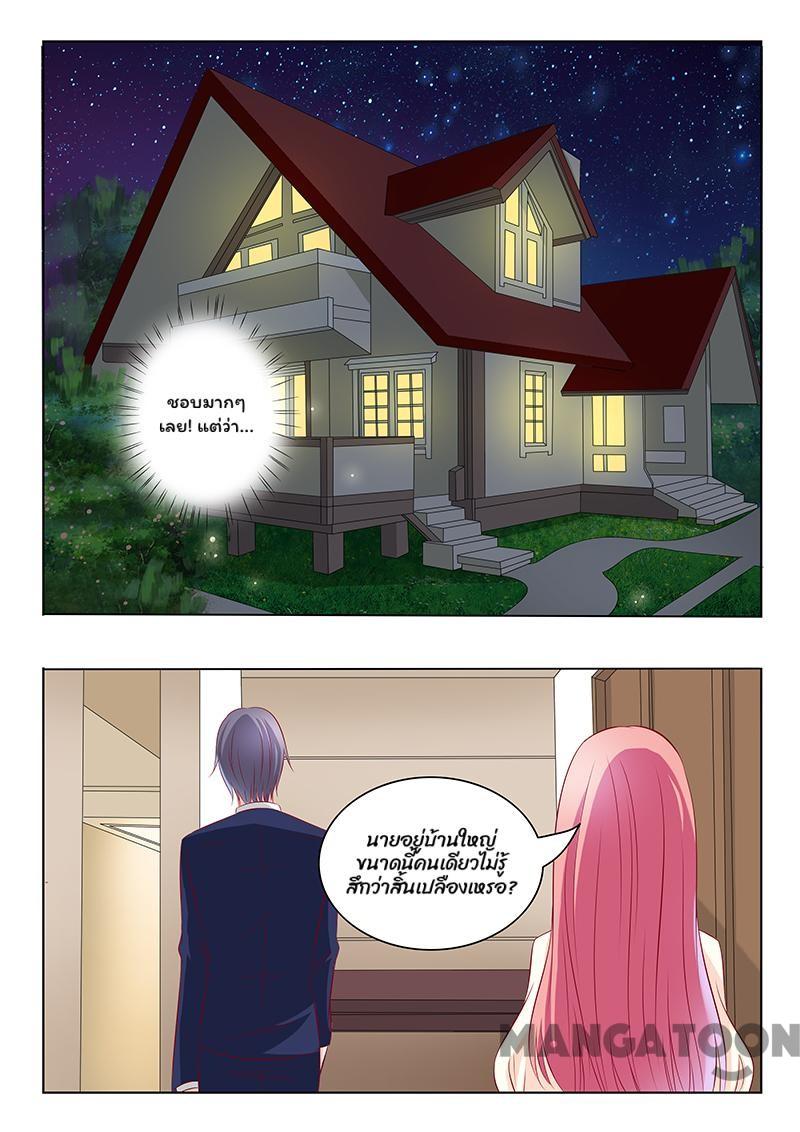 ชอบมากๆ
เลย! แต่ว่า...
นายอยู่บ้านใหญ่
ขนาดนี้คนเดียวไม่รู้
สึกว่าสิ้นเปลืองเหรอ?
MANGATOON